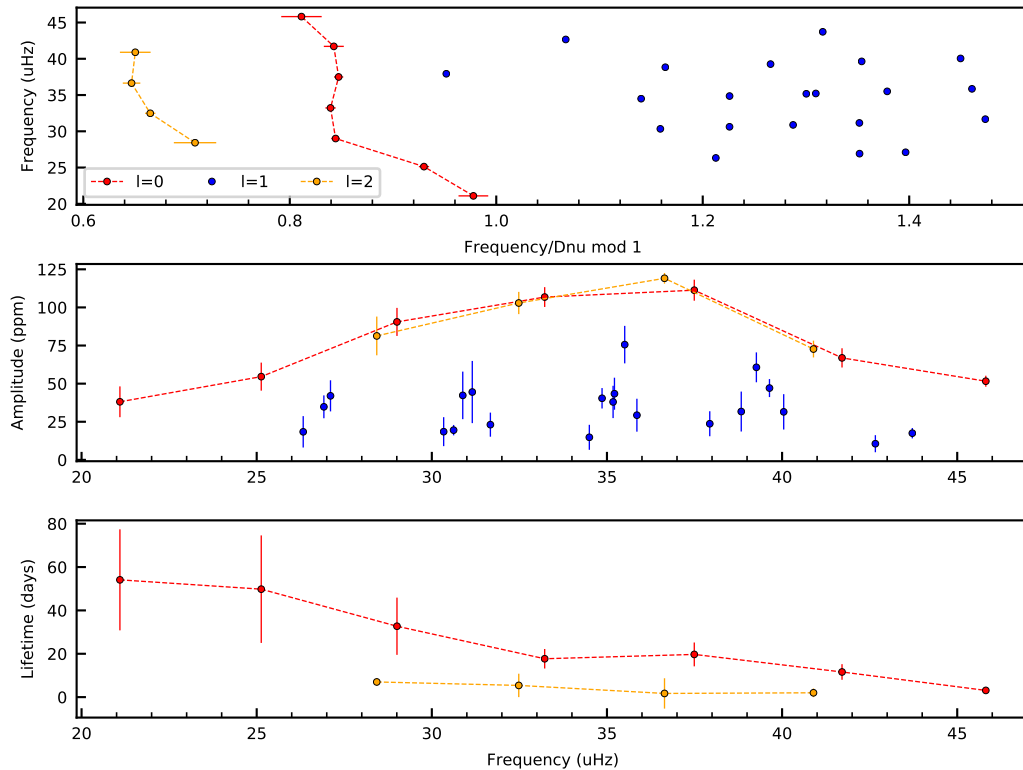 45
40
35
30
25
20
Frequency (uHz)
l=0 l=1 l=2
0.6 0.8 1.0 1.2 1.4
Frequency/Dnu mod 1
125
100
75
50
25
0
Amplitude (ppm)
20 25 30 35 40 45
80
60
40
20
0
Lifetime (days)
20 25 30 35 40 45
Frequency (uHz)